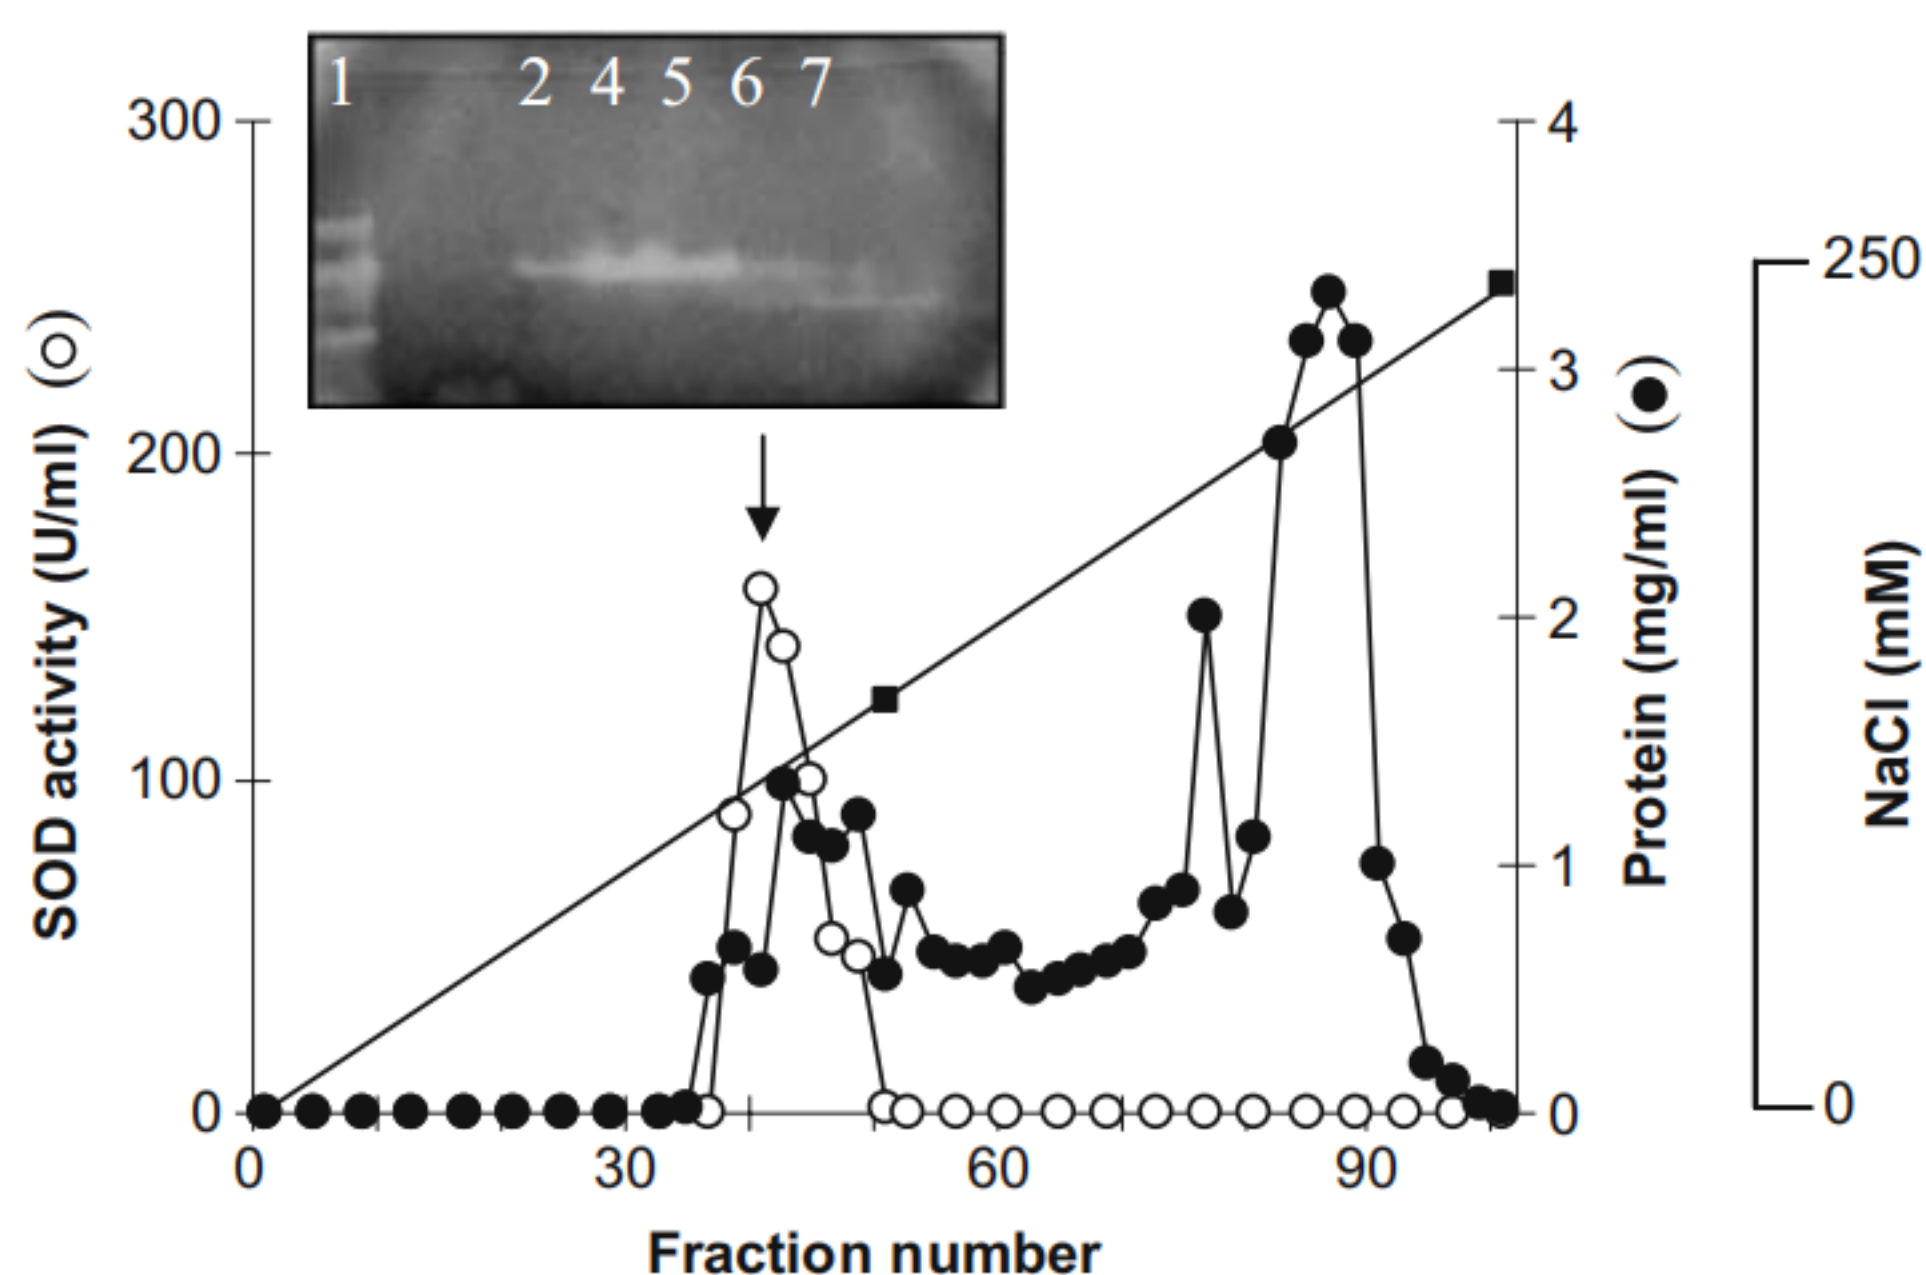 1 2 4 5 6 7
300
200
100
0
SOD activity (U/ml) (○)
0 30 60 90
Fraction number
4
3
2
1
0
Protein (mg/ml) (●)
250
0
NaCl (mM)